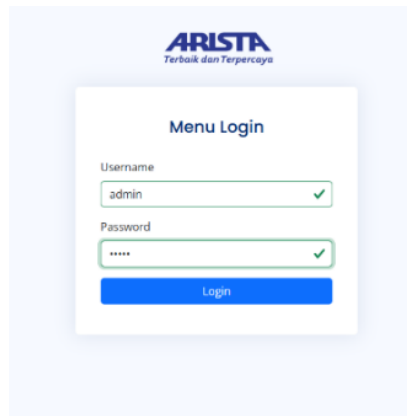 ARISTA
Terbaik dan Terpercaya
Menu Login
Username
admin
Password
•••••
Login